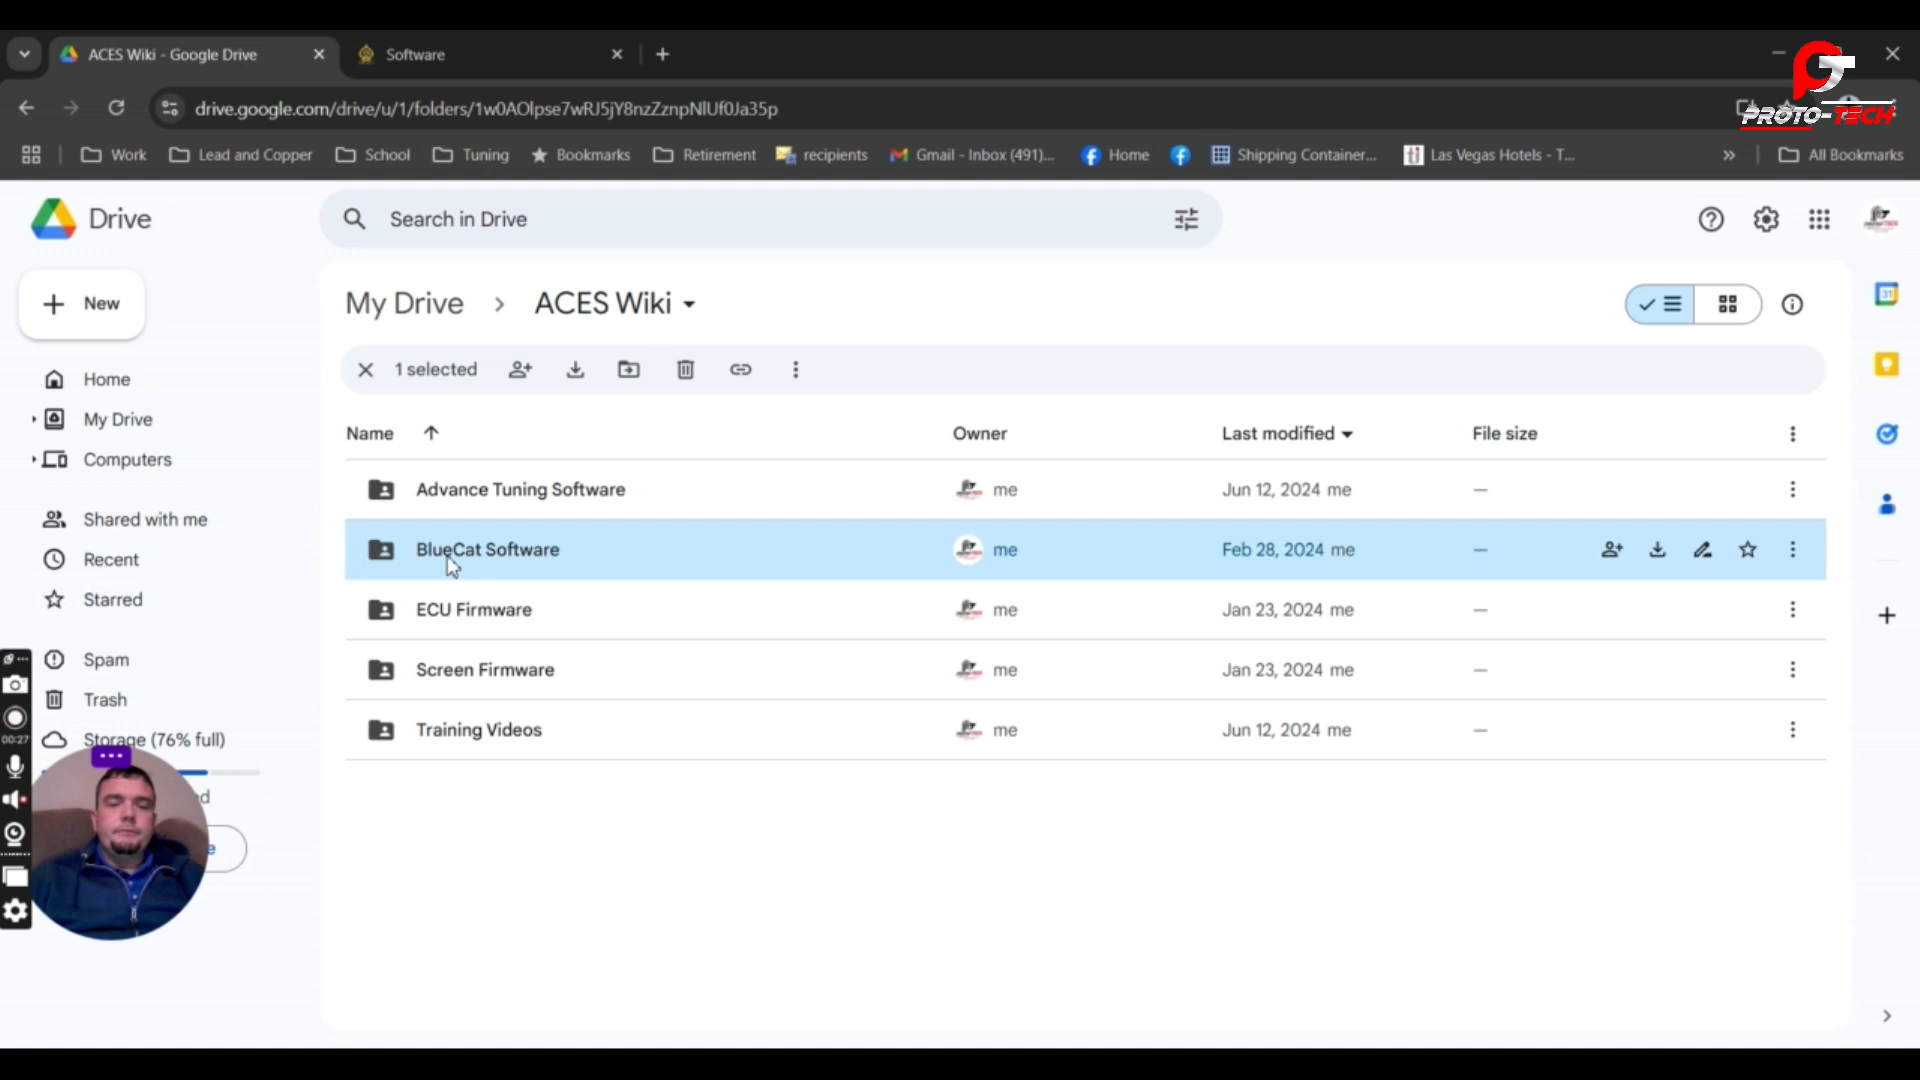 ACES Wiki - Google Drive
Software
drive.google.com/drive/u/1/folders/1w0AOlpse7wRJ5jY8nzZznpNlUf0Ja35p
PROTO-TECH
Work
Lead and Copper
School
Tuning
Bookmarks
Retirement
recipients
Gmail - Inbox (491)...
Home
Shipping Container...
Las Vegas Hotels - T...
All Bookmarks
Drive
Search in Drive
New
My Drive
ACES Wiki
1 selected
Home
My Drive
Computers
Shared with me
Recent
Starred
Spam
Trash
Storage (76% full)
00:27
Name
Owner
Last modified
File size
Advance Tuning Software
me
Jun 12, 2024 me
—
BlueCat Software
me
Feb 28, 2024 me
—
ECU Firmware
me
Jan 23, 2024 me
—
Screen Firmware
me
Jan 23, 2024 me
—
Training Videos
me
Jun 12, 2024 me
—
31